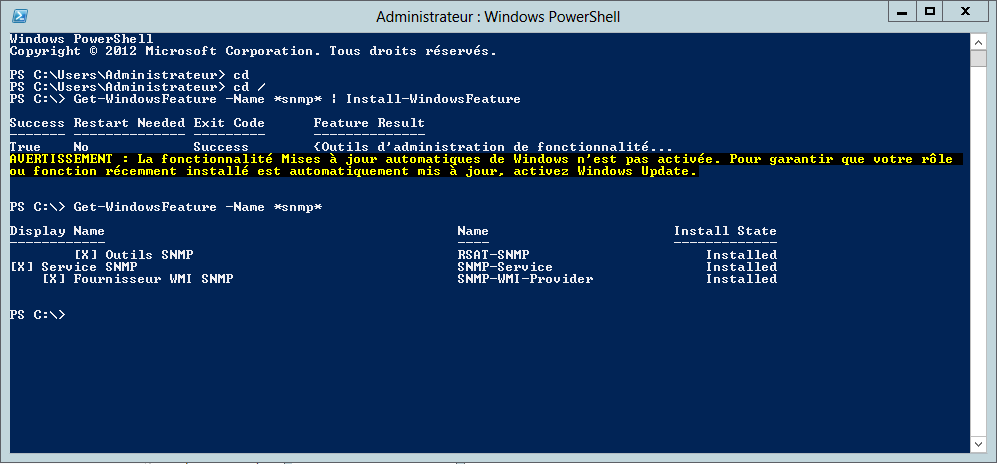 Administrateur : Windows PowerShell
Windows PowerShell
Copyright © 2012 Microsoft Corporation. Tous droits réservés.
PS C:\Users\Administrateur> cd
PS C:\Users\Administrateur> cd /
PS C:\> Get-WindowsFeature -Name *snmp* | Install-WindowsFeature
Success Restart Needed Exit Code      Feature Result
------- -------------- ---------      --------------
True    No             Success        {Outils d'administration de fonctionnalité...
AVERTISSEMENT : La fonctionnalité Mises à jour automatiques de Windows n'est pas activée. Pour garantir que votre rôle
ou fonction récemment installé est automatiquement mis à jour, activez Windows Update.
PS C:\> Get-WindowsFeature -Name *snmp*
Display Name                                            Name                       Install State
------------                                            ----                       -------------
        [X] Outils SNMP                                 RSAT-SNMP                      Installed
[X] Service SNMP                                        SNMP-Service                   Installed
    [X] Fournisseur WMI SNMP                            SNMP-WMI-Provider              Installed
PS C:\>